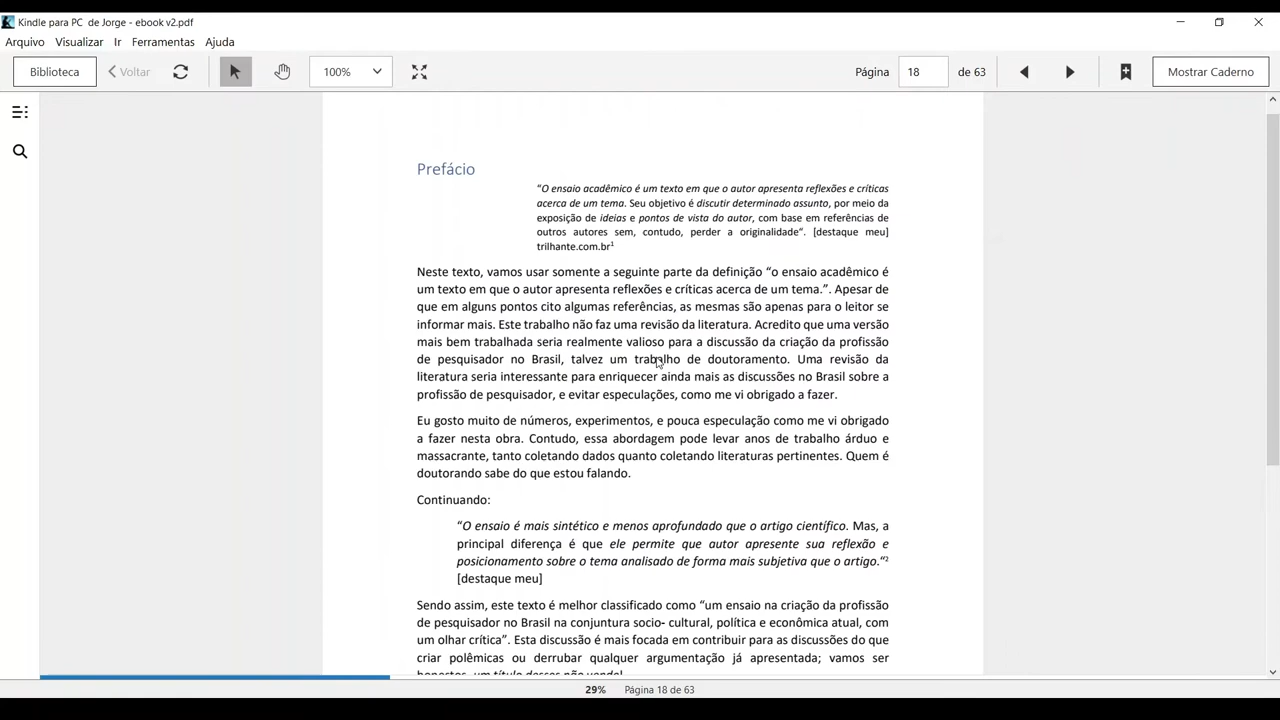 Kindle para PC de Jorge - ebook v2.pdf
Arquivo Visualizar Ir Ferramentas Ajuda
Biblioteca Voltar 100% Página 18 de 63 Mostrar Caderno
Prefácio
"O ensaio acadêmico é um texto em que o autor apresenta reflexões e críticas
acerca de um tema. Seu objetivo é discutir determinado assunto, por meio da
exposição de ideias e pontos de vista do autor, com base em referências de
outros autores sem, contudo, perder a originalidade". [destaque meu]
trilhante.com.br¹
Neste texto, vamos usar somente a seguinte parte da definição "o ensaio acadêmico é
um texto em que o autor apresenta reflexões e críticas acerca de um tema.". Apesar de
que em alguns pontos cito algumas referências, as mesmas são apenas para o leitor se
informar mais. Este trabalho não faz uma revisão da literatura. Acredito que uma versão
mais bem trabalhada seria realmente valioso para a discussão da criação da profissão
de pesquisador no Brasil, talvez um trabalho de doutoramento. Uma revisão da
literatura seria interessante para enriquecer ainda mais as discussões no Brasil sobre a
profissão de pesquisador, e evitar especulações, como me vi obrigado a fazer.
Eu gosto muito de números, experimentos, e pouca especulação como me vi obrigado
a fazer nesta obra. Contudo, essa abordagem pode levar anos de trabalho árduo e
massacrante, tanto coletando dados quanto coletando literaturas pertinentes. Quem é
doutorando sabe do que estou falando.
Continuando:
"O ensaio é mais sintético e menos aprofundado que o artigo científico. Mas, a
principal diferença é que ele permite que autor apresente sua reflexão e
posicionamento sobre o tema analisado de forma mais subjetiva que o artigo."²
[destaque meu]
Sendo assim, este texto é melhor classificado como "um ensaio na criação da profissão
de pesquisador no Brasil na conjuntura socio- cultural, política e econômica atual, com
um olhar crítica". Esta discussão é mais focada em contribuir para as discussões do que
criar polêmicas ou derrubar qualquer argumentação já apresentada; vamos ser
honestos, um título desses não vende!
29% Página 18 de 63